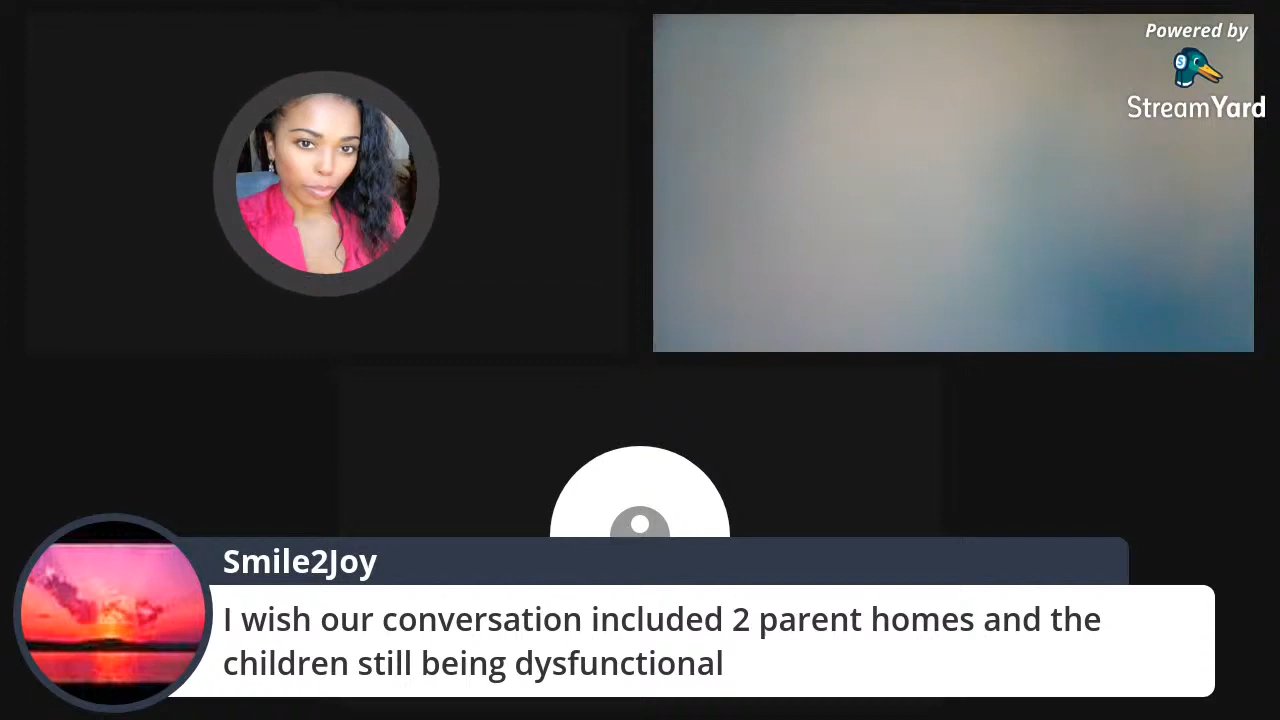 Powered by
StreamYard
Smile2Joy
I wish our conversation included 2 parent homes and the
children still being dysfunctional